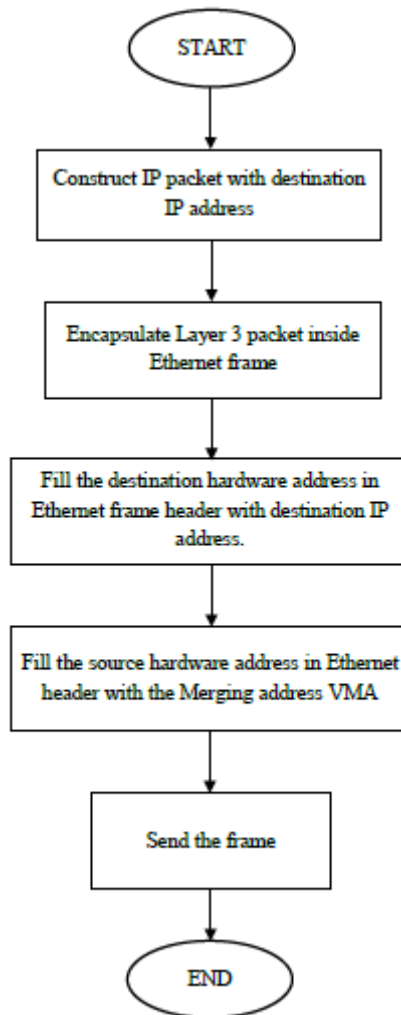 START
Construct IP packet with destination
IP address
Encapsulate Layer 3 packet inside
Ethernet frame
Fill the destination hardware address in
Ethernet frame header with destination IP
address.
Fill the source hardware address in Ethernet
header with the Merging address VMA
Send the frame
END